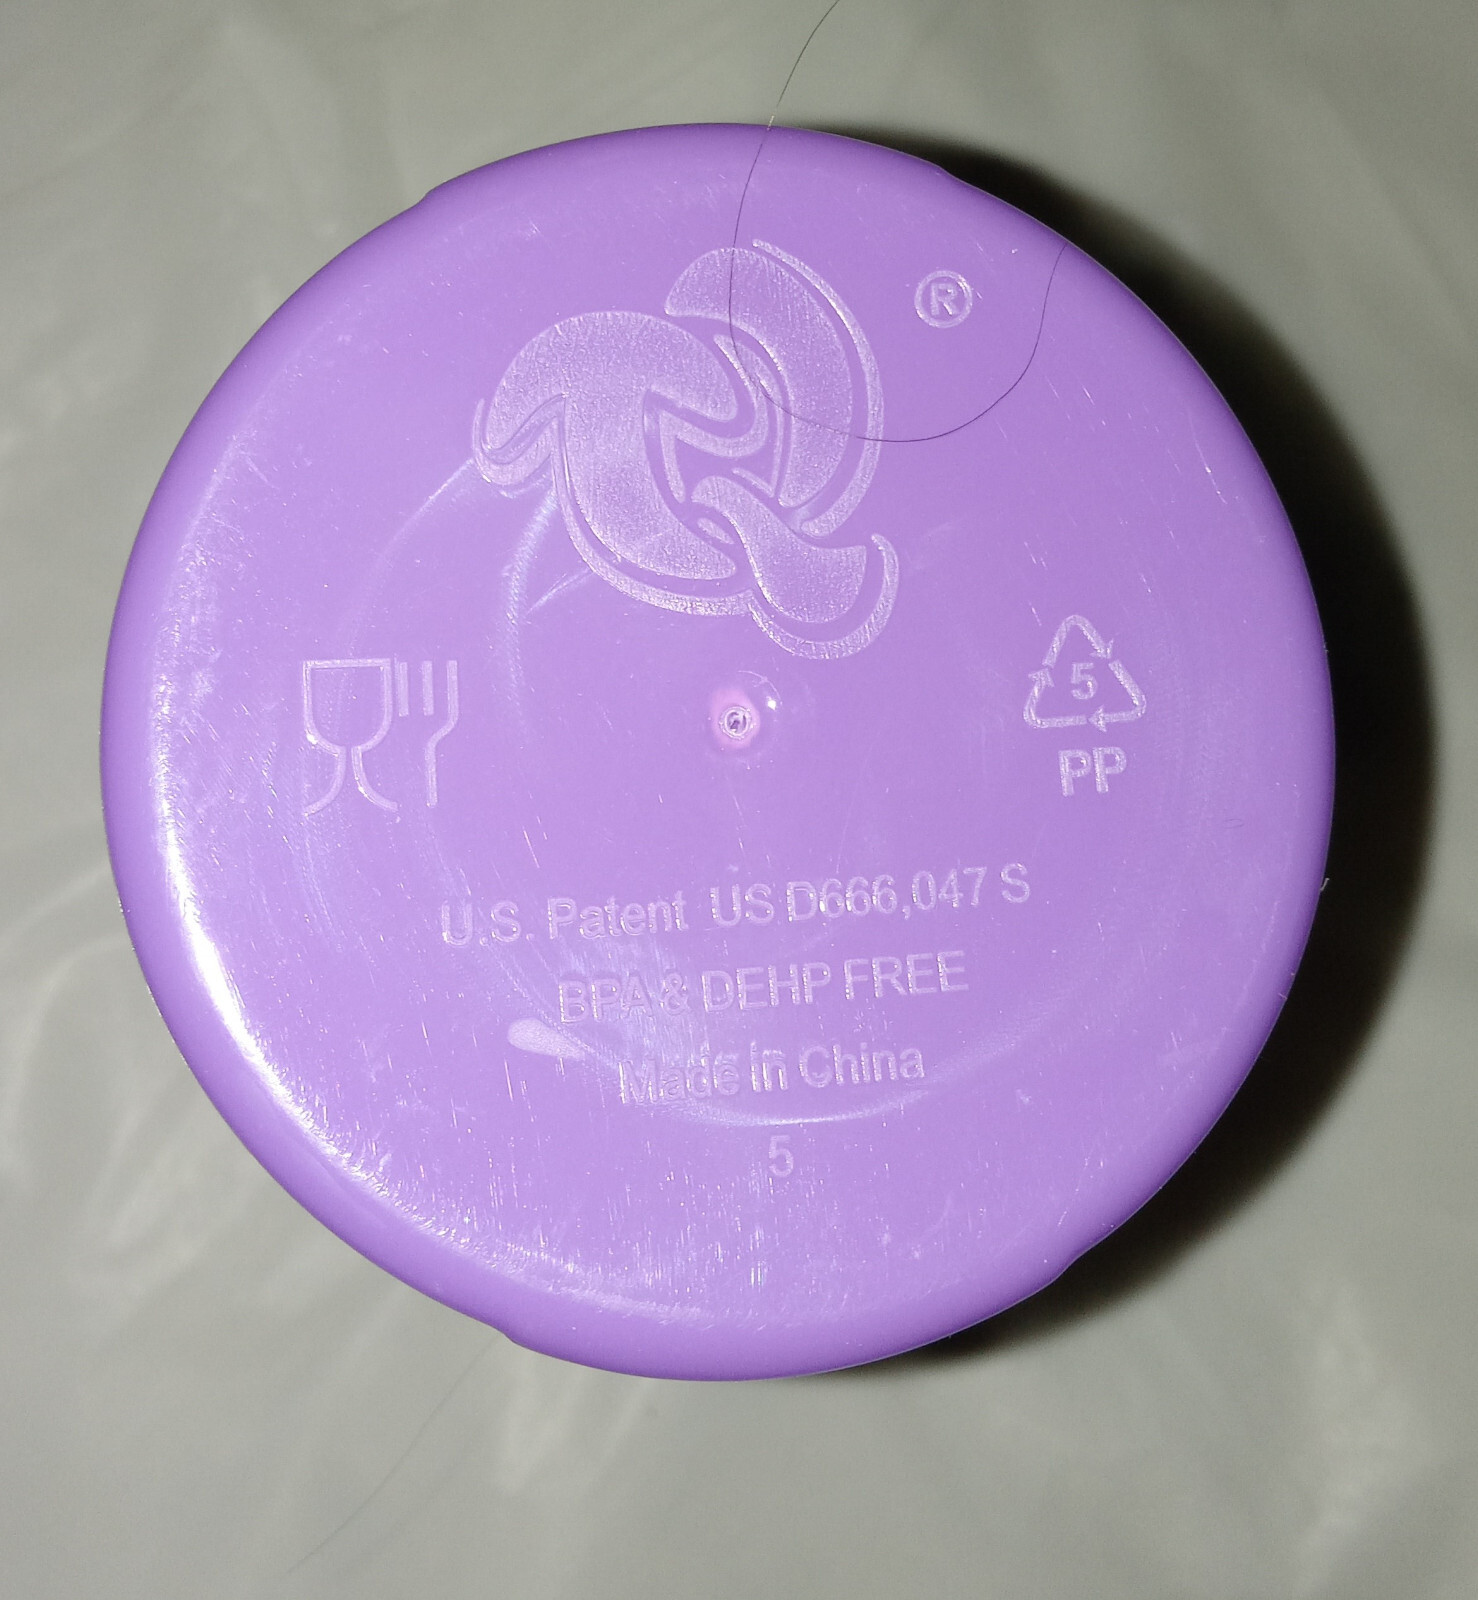 ®
5
PP
U.S. Patent US D666,047 S
BPA & DEHP FREE
Made in China
5